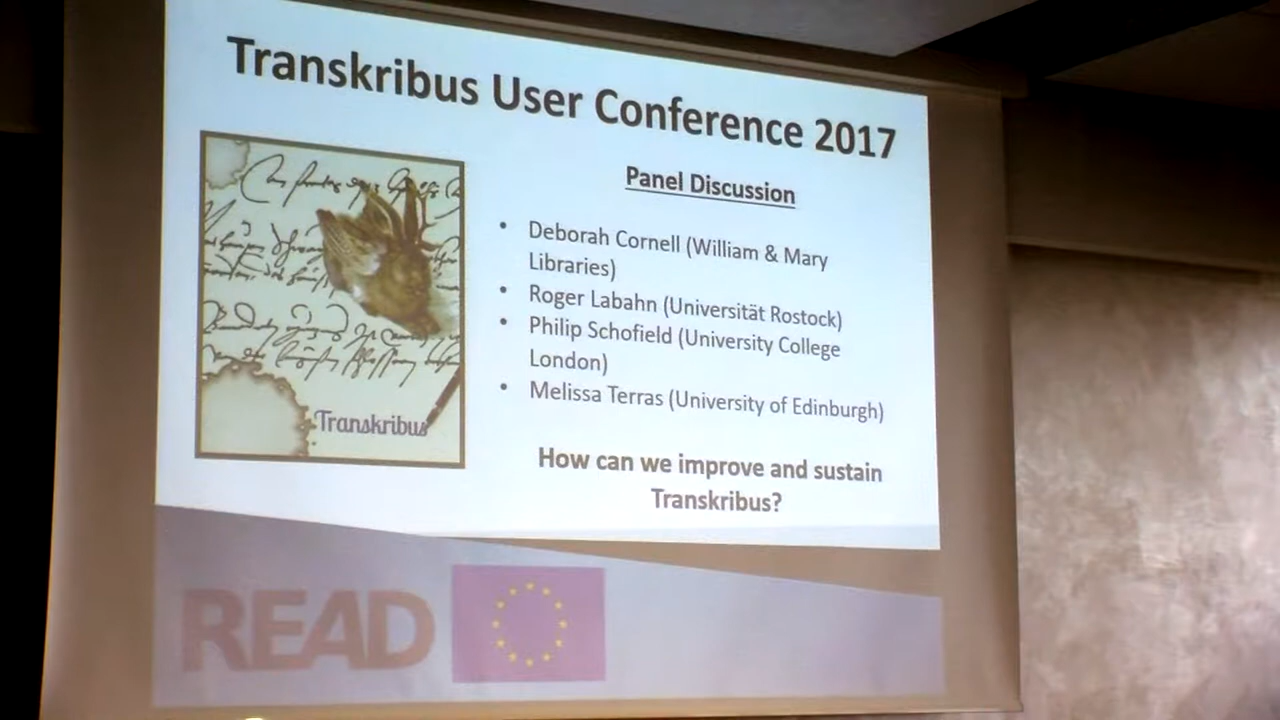 Transkribus User Conference 2017
Panel Discussion
• Deborah Cornell (William & Mary
Libraries)
• Roger Labahn (Universität Rostock)
• Philip Schofield (University College
London)
• Melissa Terras (University of Edinburgh)
How can we improve and sustain
Transkribus?
Transkribus
READ